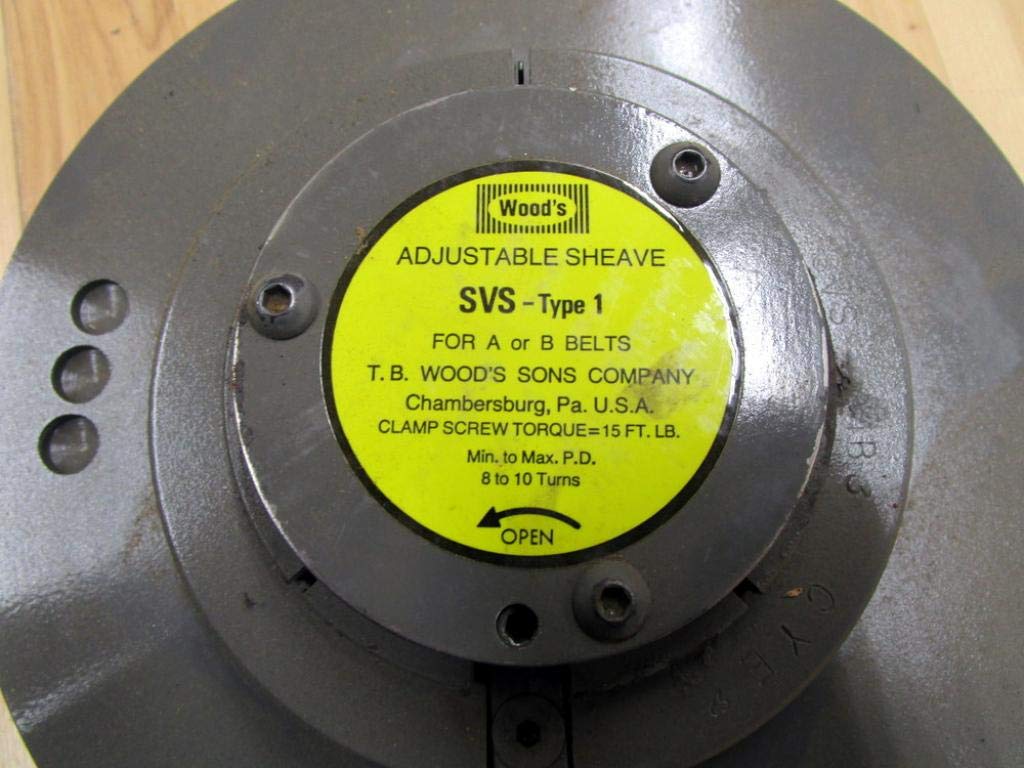 Wood's
ADJUSTABLE SHEAVE
SVS - Type 1
FOR A or B BELTS
T. B. WOOD'S SONS COMPANY
Chambersburg, Pa. U.S.A.
CLAMP SCREW TORQUE=15 FT. LB.
Min. to Max. P.D.
8 to 10 Turns
OPEN